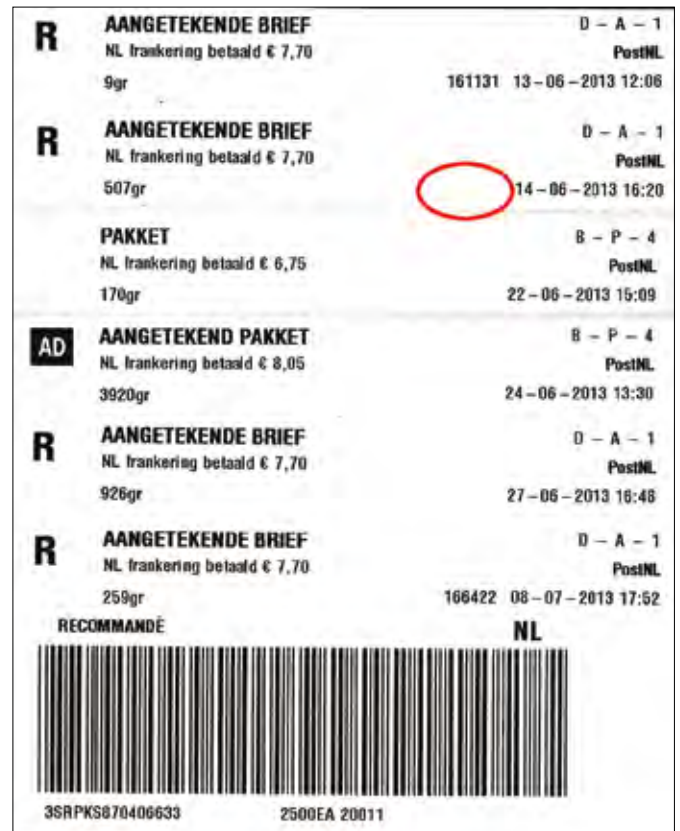 R AANGETEKENDE BRIEF D – A – 1
NL frankering betaald € 7,70 PostNL
9gr 161131 13–06–2013 12:06
R AANGETEKENDE BRIEF D – A – 1
NL frankering betaald € 7,70 PostNL
507gr 14–06–2013 16:20
PAKKET B – P – 4
NL frankering betaald € 6,75 PostNL
170gr 22–06–2013 15:09
AD AANGETEKEND PAKKET B – P – 4
NL frankering betaald € 8,05 PostNL
3920gr 24–06–2013 13:30
R AANGETEKENDE BRIEF D – A – 1
NL frankering betaald € 7,70 PostNL
926gr 27–06–2013 16:48
R AANGETEKENDE BRIEF D – A – 1
NL frankering betaald € 7,70 PostNL
259gr 166422 08–07–2013 17:52
RECOMMANDÉ NL
3SRPKS870406633 2500EA 20011